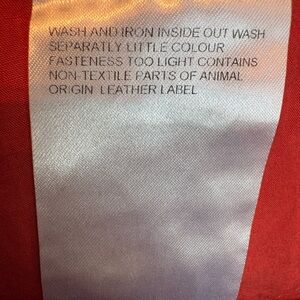 WASH AND IRON INSIDE OUT WASH
SEPARATLY LITTLE COLOUR
FASTENESS TOO LIGHT CONTAINS
NON-TEXTILE PARTS OF ANIMAL
ORIGIN LEATHER LABEL